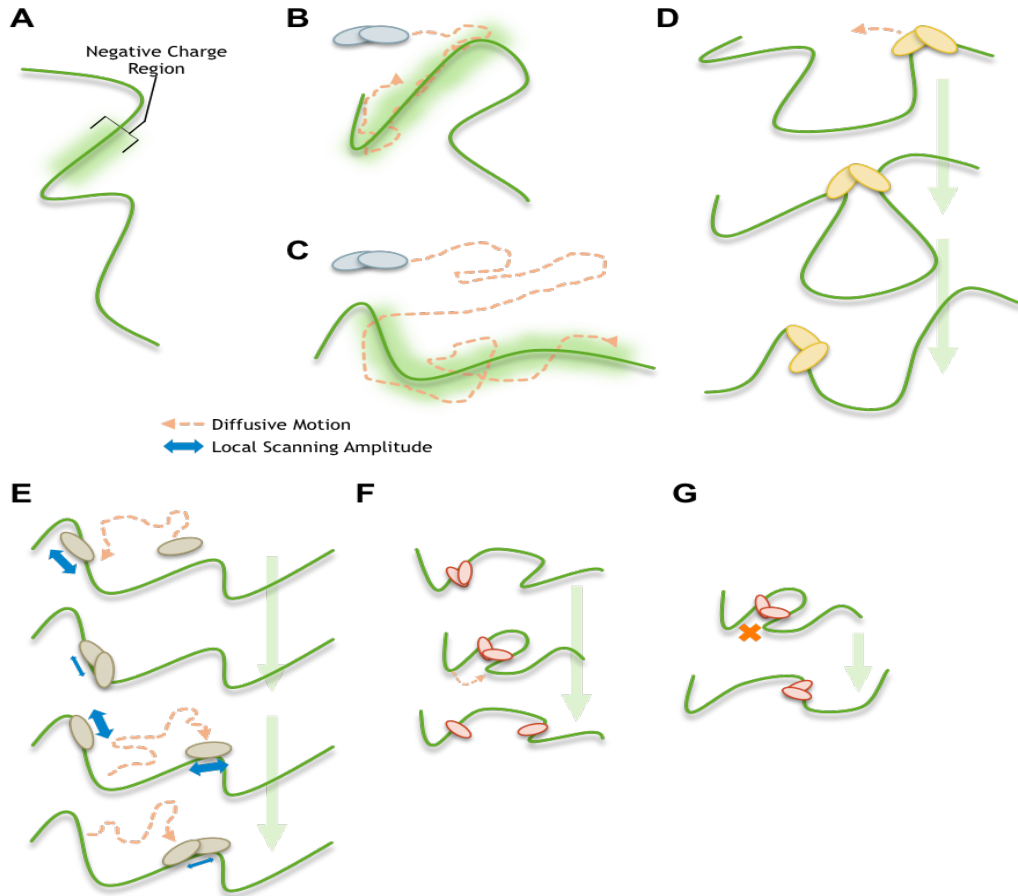 A
Negative Charge
Region
B
C
D
Diffusive Motion
Local Scanning Amplitude
E
F
G